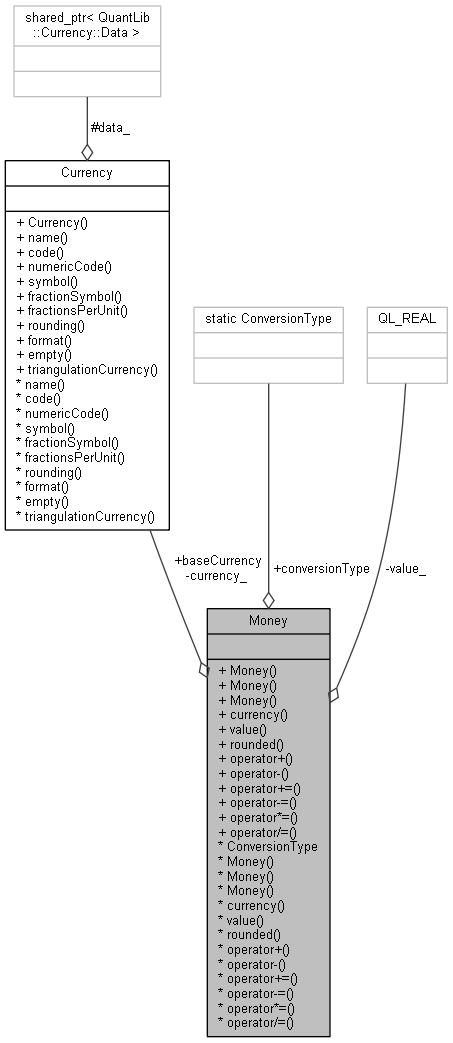 shared_ptr< QuantLib
::Currency::Data >
#data_
Currency
+ Currency()
+ name()
+ code()
+ numericCode()
+ symbol()
+ fractionSymbol()
+ fractionsPerUnit()
+ rounding()
+ format()
+ empty()
+ triangulationCurrency()
* name()
* code()
* numericCode()
* symbol()
* fractionSymbol()
* fractionsPerUnit()
* rounding()
* format()
* empty()
* triangulationCurrency()
static ConversionType
QL_REAL
+baseCurrency
-currency_
+conversionType
-value_
Money
+ Money()
+ Money()
+ Money()
+ currency()
+ value()
+ rounded()
+ operator+()
+ operator-()
+ operator+=()
+ operator-=()
+ operator*=()
+ operator/=()
* ConversionType
* Money()
* Money()
* Money()
* currency()
* value()
* rounded()
* operator+()
* operator-()
* operator+=()
* operator-=()
* operator*=()
* operator/=()